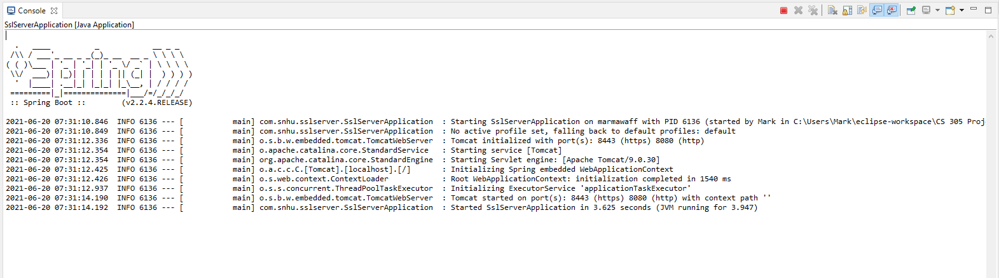 Console
SslServerApplication [Java Application]
  .   ____          _            __ _ _
 /\\ / ___'_ __ _ _(_)_ __  __ _ \ \ \ \
( ( )\___ | '_ | '_| | '_ \/ _` | \ \ \ \
 \\/  ___)| |_)| | | | | || (_| |  ) ) ) )
  '  |____| .__|_| |_|_| |_\__, | / / / /
 =========|_|==============|___/=/_/_/_/
 :: Spring Boot ::        (v2.2.4.RELEASE)
2021-06-20 07:31:10.846  INFO 6136 --- [           main] com.snhu.sslserver.SslServerApplication  : Starting SslServerApplication on marmawaff with PID 6136 (started by Mark in C:\Users\Mark\eclipse-workspace\CS 305 Proj
2021-06-20 07:31:10.849  INFO 6136 --- [           main] com.snhu.sslserver.SslServerApplication  : No active profile set, falling back to default profiles: default
2021-06-20 07:31:12.336  INFO 6136 --- [           main] o.s.b.w.embedded.tomcat.TomcatWebServer  : Tomcat initialized with port(s): 8443 (https) 8080 (http)
2021-06-20 07:31:12.354  INFO 6136 --- [           main] o.apache.catalina.core.StandardService   : Starting service [Tomcat]
2021-06-20 07:31:12.354  INFO 6136 --- [           main] org.apache.catalina.core.StandardEngine  : Starting Servlet engine: [Apache Tomcat/9.0.30]
2021-06-20 07:31:12.425  INFO 6136 --- [           main] o.a.c.c.C.[Tomcat].[localhost].[/]       : Initializing Spring embedded WebApplicationContext
2021-06-20 07:31:12.426  INFO 6136 --- [           main] o.s.web.context.ContextLoader            : Root WebApplicationContext: initialization completed in 1540 ms
2021-06-20 07:31:12.937  INFO 6136 --- [           main] o.s.s.concurrent.ThreadPoolTaskExecutor  : Initializing ExecutorService 'applicationTaskExecutor'
2021-06-20 07:31:14.190  INFO 6136 --- [           main] o.s.b.w.embedded.tomcat.TomcatWebServer  : Tomcat started on port(s): 8443 (https) 8080 (http) with context path ''
2021-06-20 07:31:14.192  INFO 6136 --- [           main] com.snhu.sslserver.SslServerApplication  : Started SslServerApplication in 3.625 seconds (JVM running for 3.947)